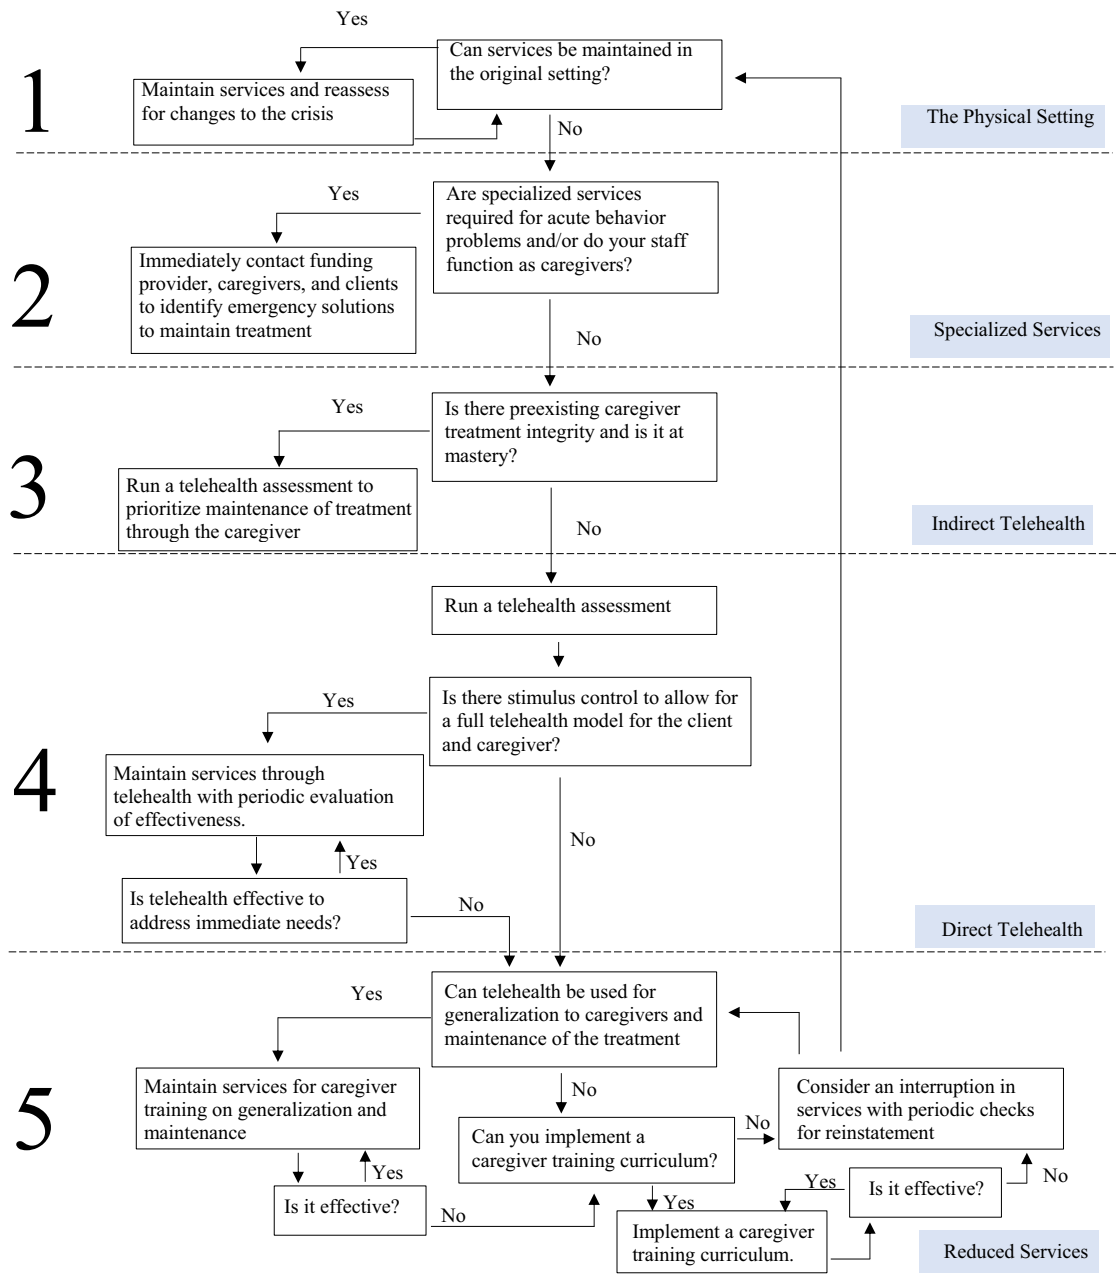 Yes
1
Can services be maintained in
the original setting?
Maintain services and reassess
for changes to the crisis
No
The Physical Setting
2
Yes
Are specialized services
required for acute behavior
problems and/or do your staff
function as caregivers?
Immediately contact funding
provider, caregivers, and clients
to identify emergency solutions
to maintain treatment
No
Specialized Services
3
Yes
Is there preexisting caregiver
treatment integrity and is it at
mastery?
Run a telehealth assessment to
prioritize maintenance of treatment
through the caregiver
No
Indirect Telehealth
4
Run a telehealth assessment
Yes
Is there stimulus control to allow for
a full telehealth model for the client
and caregiver?
Maintain services through
telehealth with periodic evaluation
of effectiveness.
No
Yes
Is telehealth effective to
address immediate needs?
No
Direct Telehealth
5
Yes
Can telehealth be used for
generalization to caregivers and
maintenance of the treatment
Maintain services for caregiver
training on generalization and
maintenance
No
Consider an interruption in
services with periodic checks
for reinstatement
Can you implement a
caregiver training curriculum?
No
Yes
Is it effective?
No
Yes
Implement a caregiver
training curriculum.
Yes
Is it effective?
No
Reduced Services